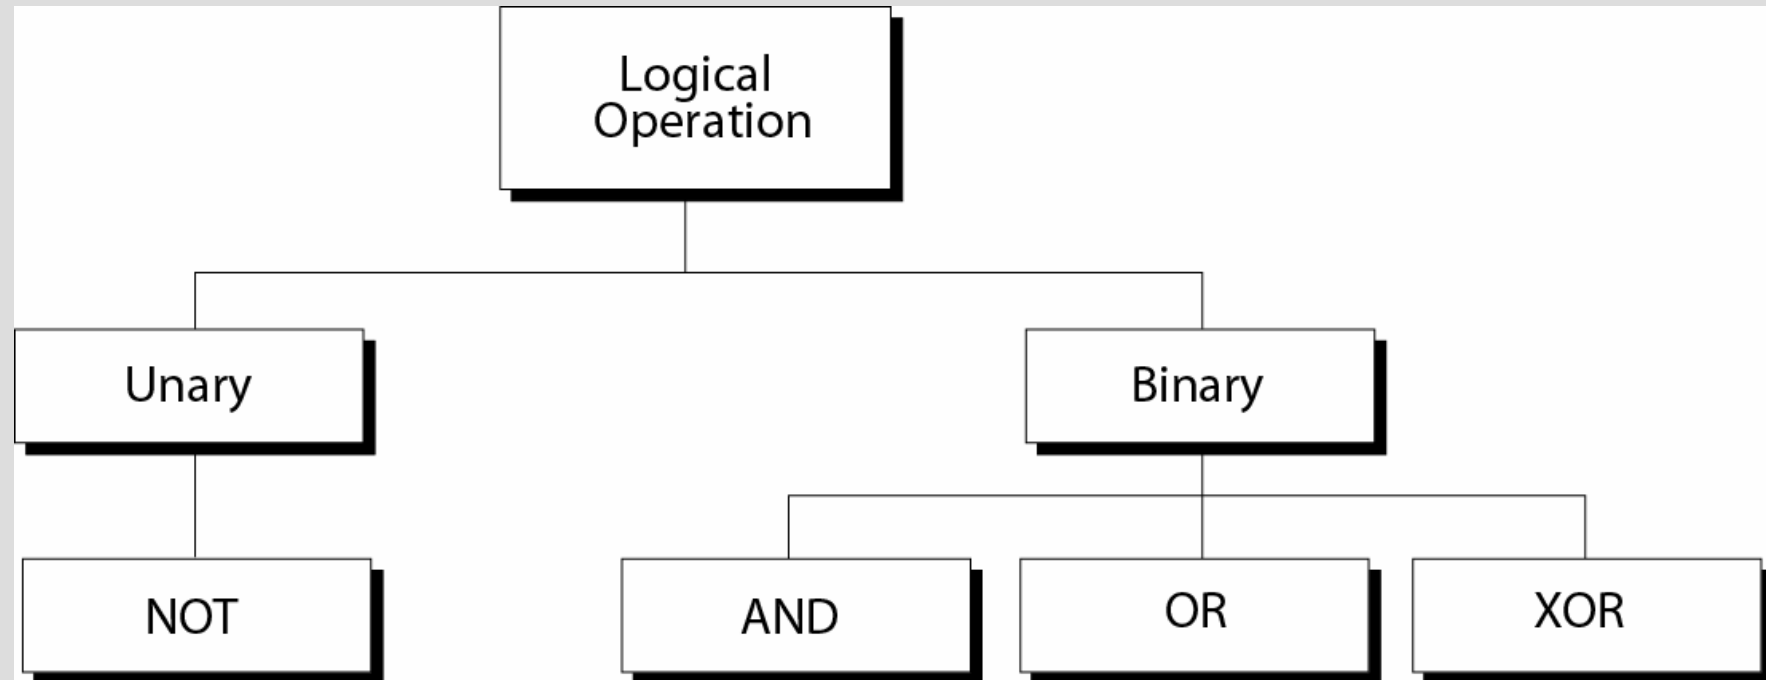 Logical
Operation
Unary
Binary
NOT
AND
OR
XOR